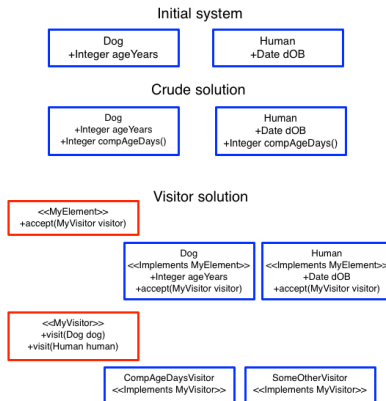 Initial system
Dog
+Integer ageYears
Human
+Date dOB
Crude solution
Dog
+Integer ageYears
+Integer compAgeDays()
Human
+Date dOB
+Integer compAgeDays()
Visitor solution
<<MyElement>>
+accept(MyVisitor visitor)
Dog
<<Implements MyElement>>
+Integer ageYears
+accept(MyVisitor visitor)
Human
<<Implements MyElement>>
+Date dOB
+accept(MyVisitor visitor)
<<MyVisitor>>
+visit(Dog dog)
+visit(Human human)
CompAgeDaysVisitor
<<Implements MyVisitor>>
SomeOtherVisitor
<<Implements MyVisitor>>